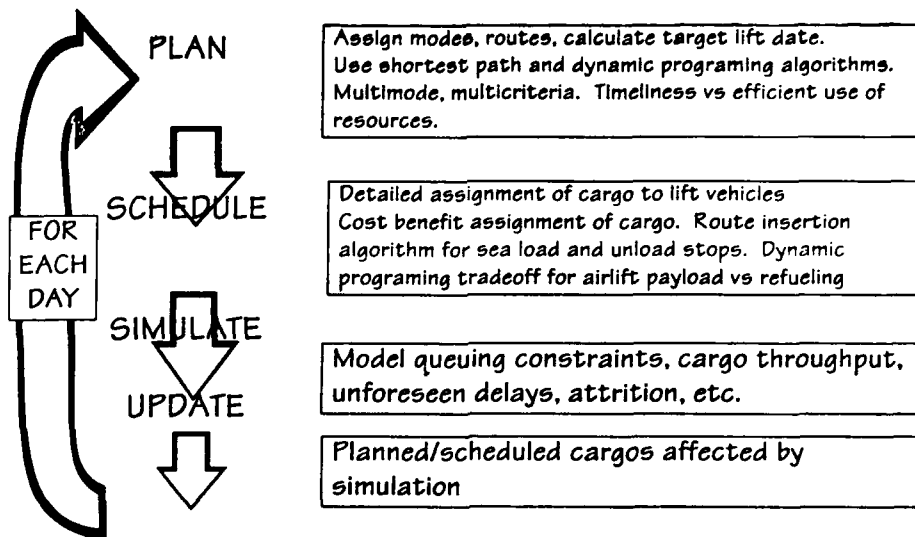 PLAN
Assign modes, routes, calculate target lift date.
Use shortest path and dynamic programing algorithms.
Multimode, multicriteria. Timeliness vs efficient use of
resources.
SCHEDULE
Detailed assignment of cargo to lift vehicles
Cost benefit assignment of cargo. Route insertion
algorithm for sea load and unload stops. Dynamic
programing tradeoff for airlift payload vs refueling
FOR
EACH
DAY
SIMULATE
Model queuing constraints, cargo throughput,
unforeseen delays, attrition, etc.
UPDATE
Planned/scheduled cargos affected by
simulation